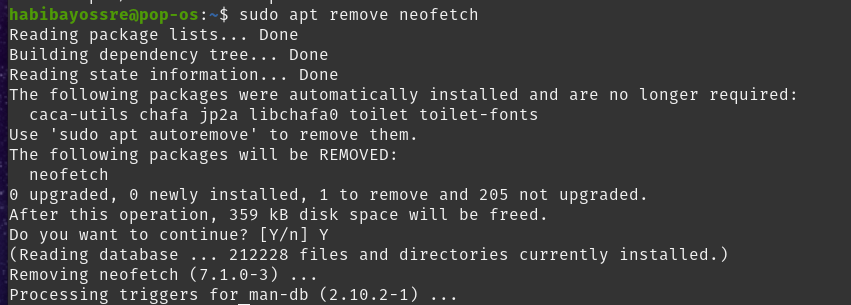 habibayossre@pop-os:~$ sudo apt remove neofetch
Reading package lists... Done
Building dependency tree... Done
Reading state information... Done
The following packages were automatically installed and are no longer required:
  caca-utils chafa jp2a libchafa0 toilet toilet-fonts
Use 'sudo apt autoremove' to remove them.
The following packages will be REMOVED:
  neofetch
0 upgraded, 0 newly installed, 1 to remove and 205 not upgraded.
After this operation, 359 kB disk space will be freed.
Do you want to continue? [Y/n] Y
(Reading database ... 212228 files and directories currently installed.)
Removing neofetch (7.1.0-3) ...
Processing triggers for man-db (2.10.2-1) ...